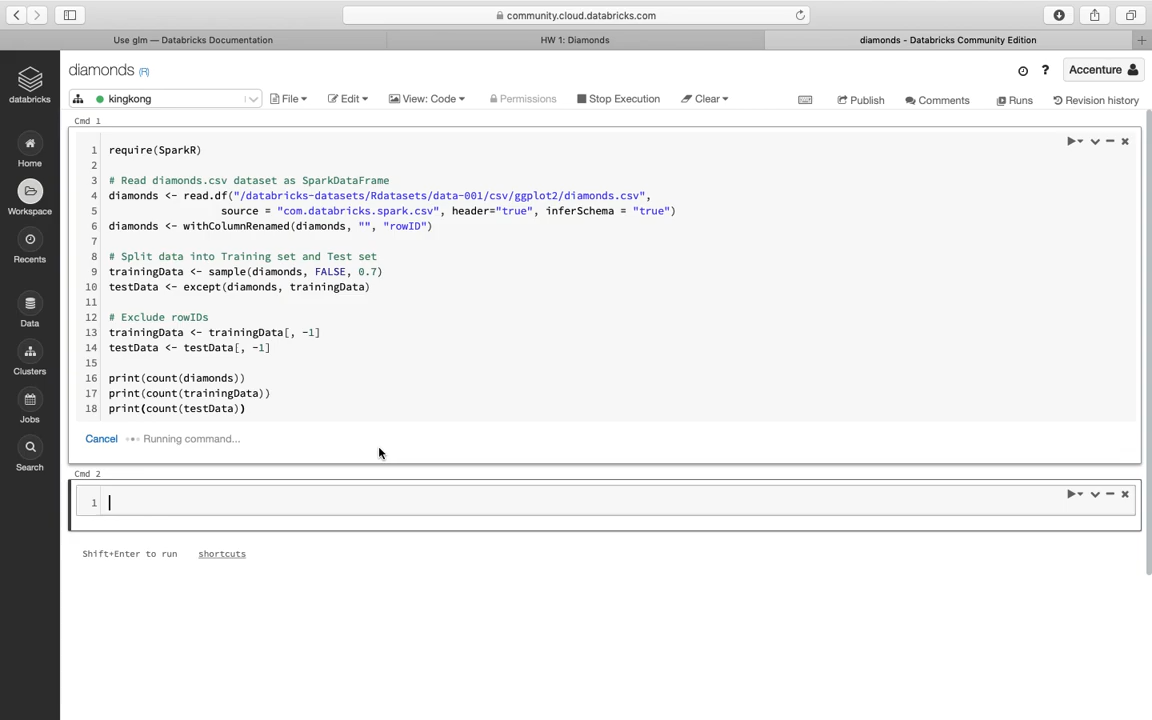 community.cloud.databricks.com
Use glm — Databricks Documentation
HW 1: Diamonds
diamonds - Databricks Community Edition
databricks
Home
Workspace
Recents
Data
Clusters
Jobs
Search
diamonds (R)
? Accenture
kingkong
File
Edit
View: Code
Permissions
Stop Execution
Clear
Publish
Comments
Runs
Revision history
Cmd 1
1 require(SparkR)
2
3 # Read diamonds.csv dataset as SparkDataFrame
4 diamonds <- read.df("/databricks-datasets/Rdatasets/data-001/csv/ggplot2/diamonds.csv",
5 source = "com.databricks.spark.csv", header="true", inferSchema = "true")
6 diamonds <- withColumnRenamed(diamonds, "", "rowID")
7
8 # Split data into Training set and Test set
9 trainingData <- sample(diamonds, FALSE, 0.7)
10 testData <- except(diamonds, trainingData)
11
12 # Exclude rowIDs
13 trainingData <- trainingData[, -1]
14 testData <- testData[, -1]
15
16 print(count(diamonds))
17 print(count(trainingData))
18 print(count(testData))
Cancel Running command...
Cmd 2
1
Shift+Enter to run shortcuts